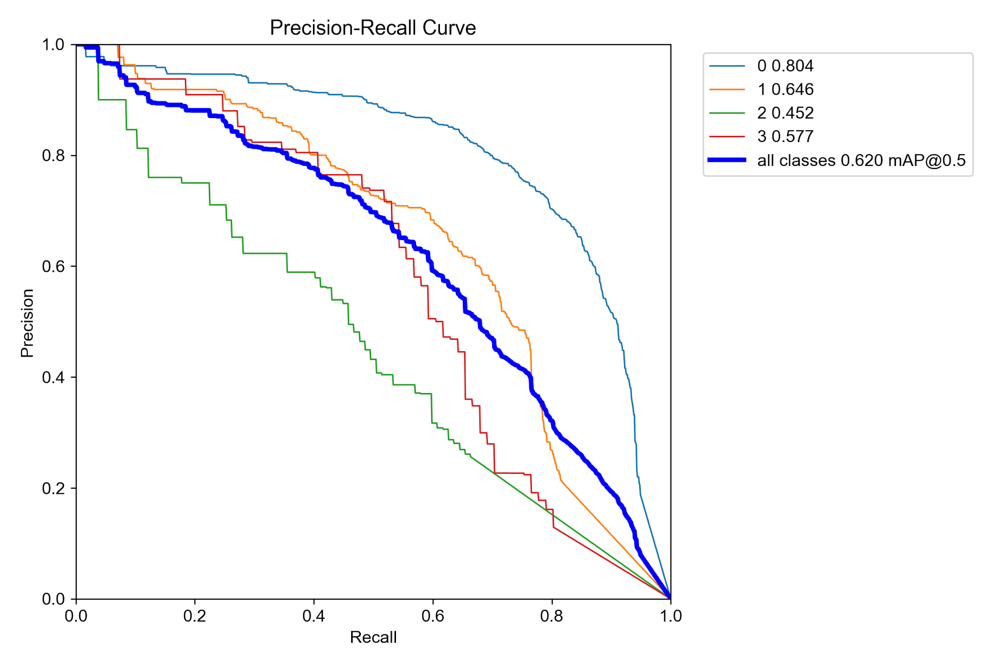 Precision-Recall Curve
1.0
0.8
0.6
0.4
0.2
0.0
Precision
0.0 0.2 0.4 0.6 0.8 1.0
Recall
0 0.804
1 0.646
2 0.452
3 0.577
all classes 0.620 mAP@0.5